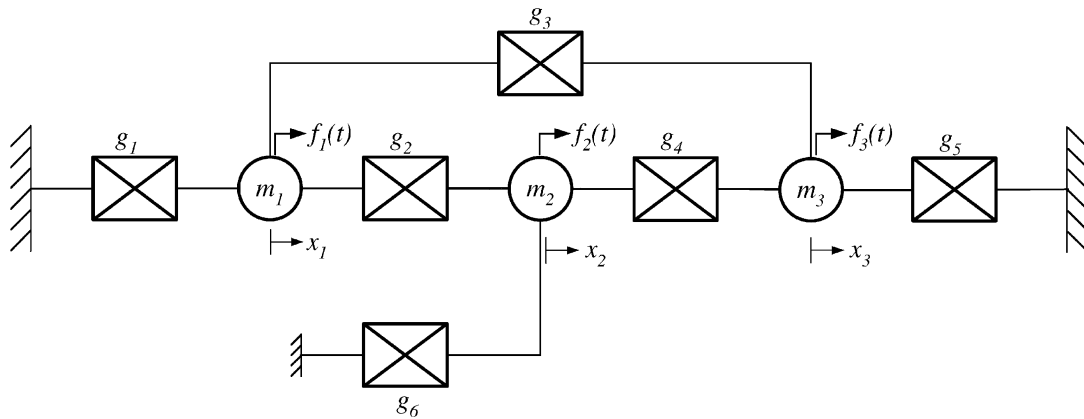 g₃
g₁ f₁(t) g₂ f₂(t) g₄ f₃(t) g₅
m₁ m₂ m₃
x₁ x₂ x₃
g₆